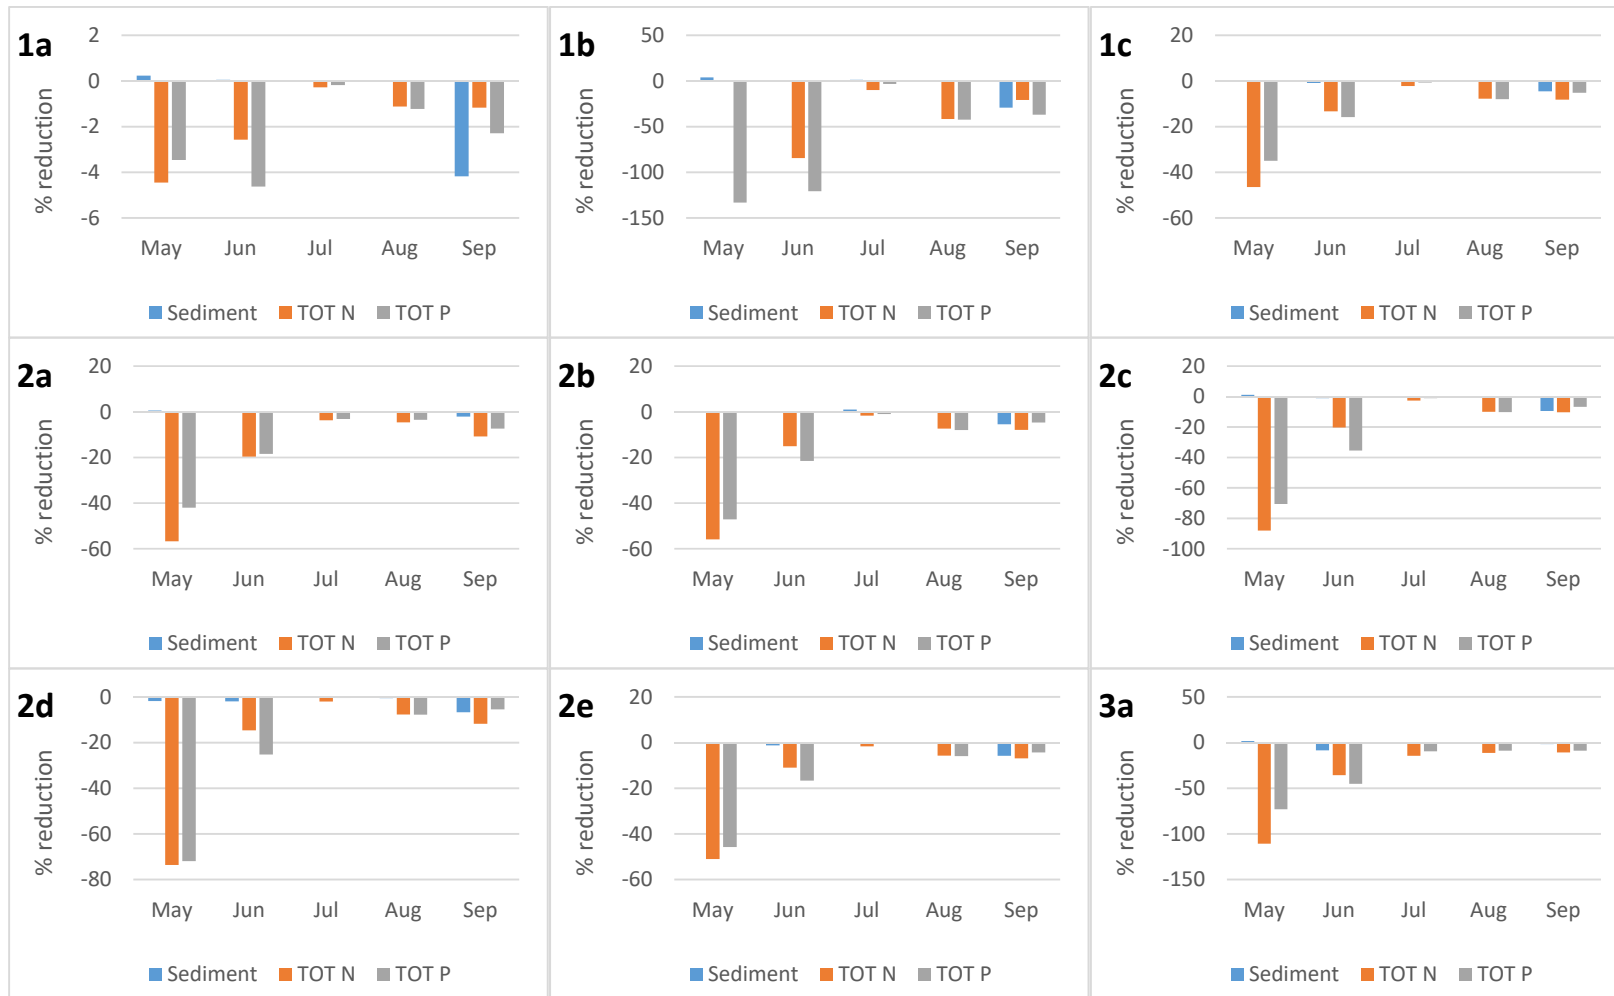 1a
% reduction
2
0
-2
-4
-6
May Jun Jul Aug Sep
Sediment TOT N TOT P
1b
% reduction
50
0
-50
-100
-150
May Jun Jul Aug Sep
Sediment TOT N TOT P
1c
% reduction
20
0
-20
-40
-60
May Jun Jul Aug Sep
Sediment TOT N TOT P
2a
% reduction
20
0
-20
-40
-60
May Jun Jul Aug Sep
Sediment TOT N TOT P
2b
% reduction
20
0
-20
-40
-60
May Jun Jul Aug Sep
Sediment TOT N TOT P
2c
% reduction
20
0
-20
-40
-60
-80
-100
May Jun Jul Aug Sep
Sediment TOT N TOT P
2d
% reduction
0
-20
-40
-60
-80
May Jun Jul Aug Sep
Sediment TOT N TOT P
2e
% reduction
20
0
-20
-40
-60
May Jun Jul Aug Sep
Sediment TOT N TOT P
3a
% reduction
50
0
-50
-100
-150
May Jun Jul Aug Sep
Sediment TOT N TOT P